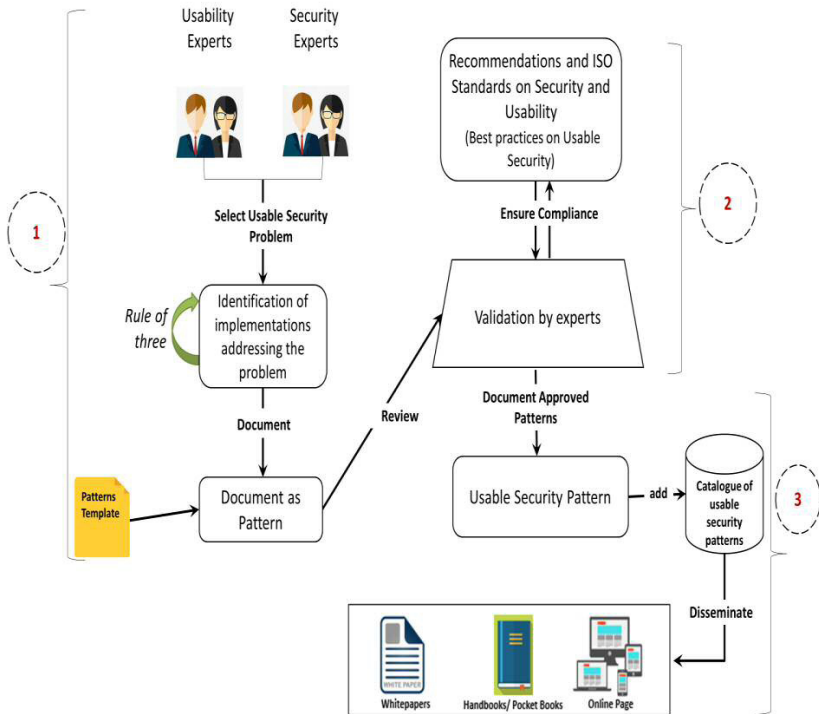 Usability
Experts
Security
Experts
1
Select Usable Security
Problem
Rule of
three
Identification of
implementations
addressing the
problem
Document
Patterns
Template
Document as
Pattern
Review
Recommendations and ISO
Standards on Security and
Usability
(Best practices on Usable
Security)
Ensure Compliance
2
Validation by experts
Document Approved
Patterns
Usable Security Pattern
add
Catalogue of
usable
security
patterns
3
Disseminate
WHITE PAPER
Whitepapers
Handbooks/ Pocket Books
Online Page